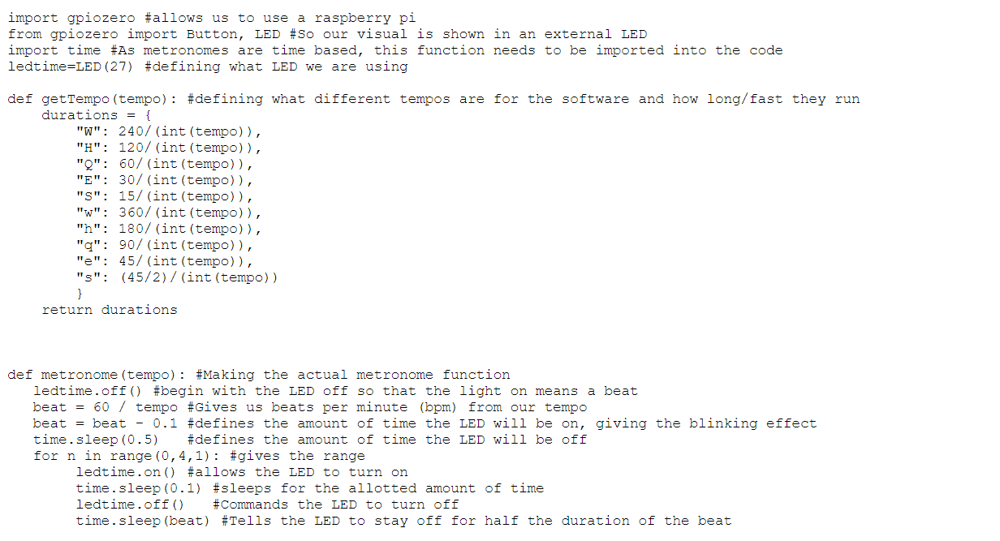 import gpiozero #allows us to use a raspberry pi
from gpiozero import Button, LED #So our visual is shown in an external LED
import time #As metronomes are time based, this function needs to be imported into the code
ledtime=LED(27) #defining what LED we are using

def getTempo(tempo): #defining what different tempos are for the software and how long/fast they run
    durations = {
        "W": 240/(int(tempo)),
        "H": 120/(int(tempo)),
        "Q": 60/(int(tempo)),
        "E": 30/(int(tempo)),
        "S": 15/(int(tempo)),
        "w": 360/(int(tempo)),
        "h": 180/(int(tempo)),
        "q": 90/(int(tempo)),
        "e": 45/(int(tempo)),
        "s": (45/2)/(int(tempo))
        }
    return durations

def metronome(tempo): #Making the actual metronome function
   ledtime.off() #begin with the LED off so that the light on means a beat
   beat = 60 / tempo #Gives us beats per minute (bpm) from our tempo
   beat = beat - 0.1 #defines the amount of time the LED will be on, giving the blinking effect
   time.sleep(0.5)   #defines the amount of time the LED will be off
   for n in range(0,4,1): #gives the range
        ledtime.on() #allows the LED to turn on
        time.sleep(0.1) #sleeps for the allotted amount of time
        ledtime.off()   #Commands the LED to turn off
        time.sleep(beat) #Tells the LED to stay off for half the duration of the beat